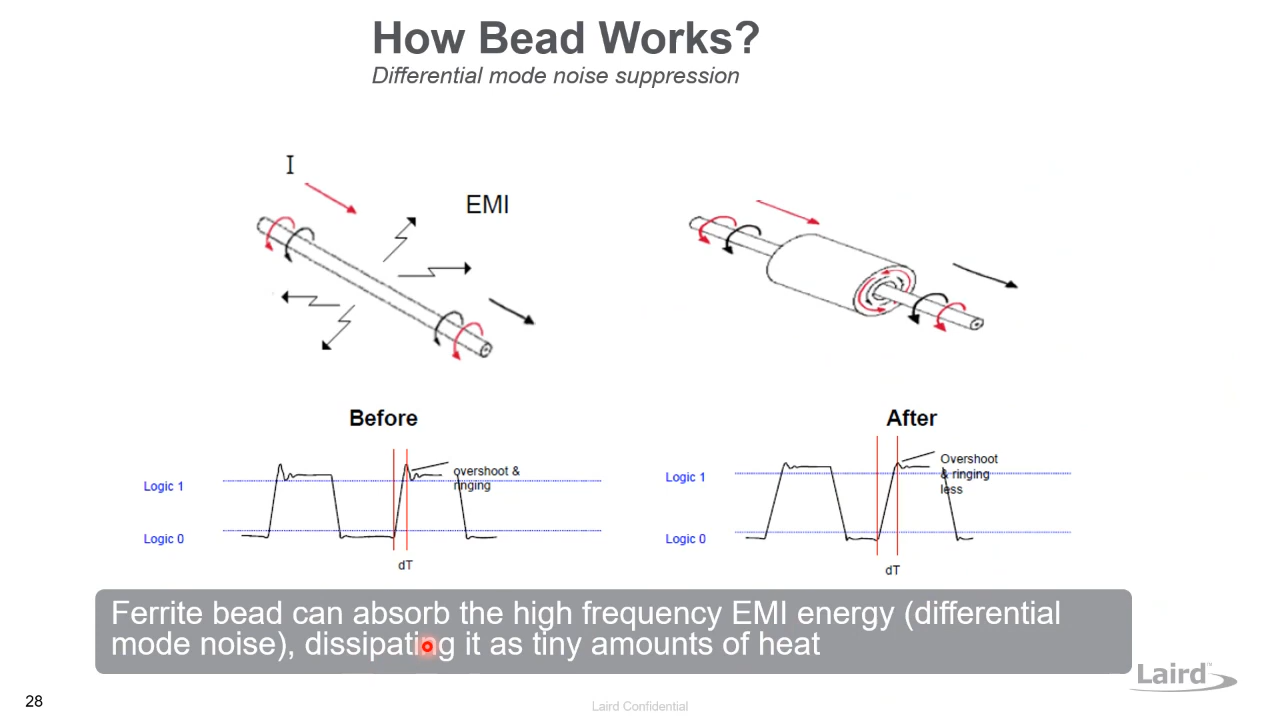 How Bead Works?
Differential mode noise suppression
I
EMI
Before
After
overshoot &
ringing
Logic 1
Logic 0
dT
Overshoot
& ringing
less
Logic 1
Logic 0
dT
Ferrite bead can absorb the high frequency EMI energy (differential
mode noise), dissipating it as tiny amounts of heat
Laird™
28
Laird Confidential